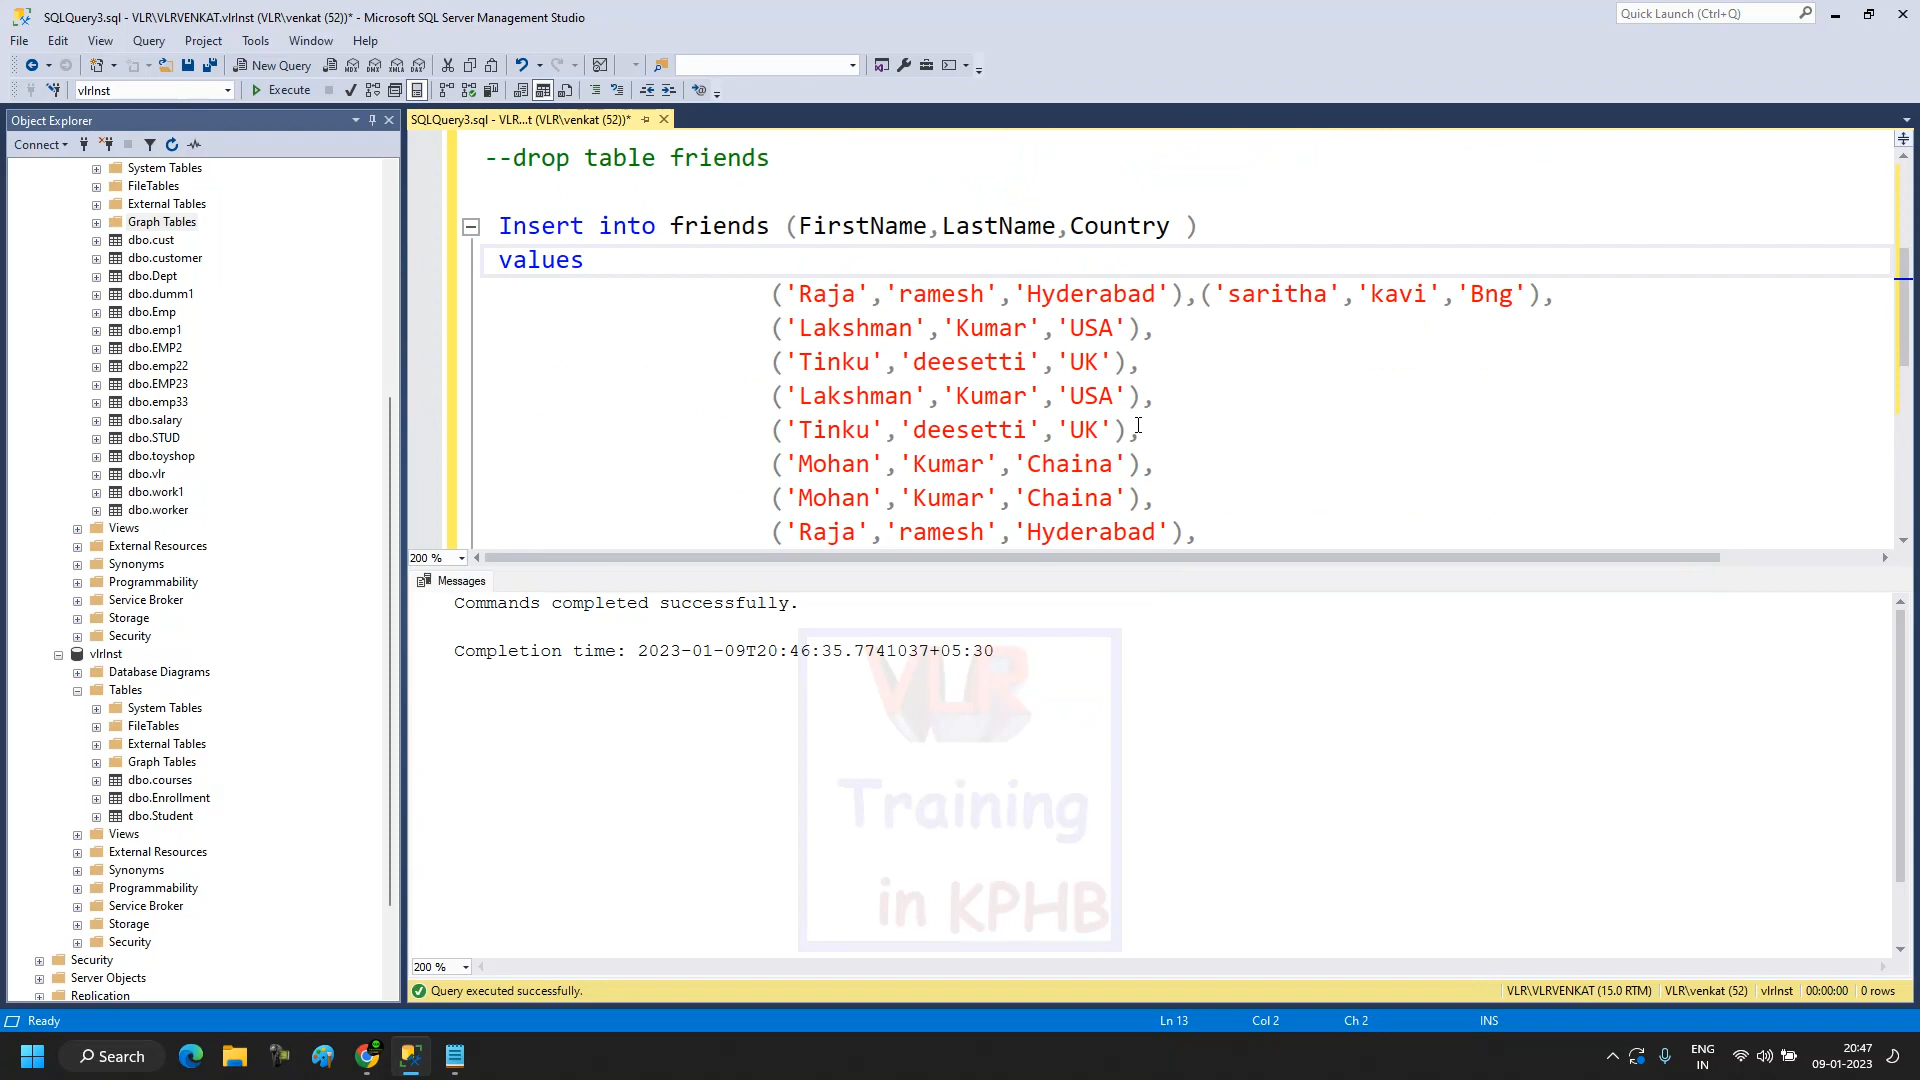 SQLQuery3.sql - VLR\VLRVENKAT.vlrInst (VLR\venkat (52))* - Microsoft SQL Server Management Studio
Quick Launch (Ctrl+Q)
File Edit View Query Project Tools Window Help
New Query
vlrInst
Execute
Object Explorer
SQLQuery3.sql - VLR...t (VLR\venkat (52))*
Connect
System Tables
FileTables
External Tables
Graph Tables
dbo.cust
dbo.customer
dbo.Dept
dbo.dumm1
dbo.Emp
dbo.emp1
dbo.EMP2
dbo.emp22
dbo.EMP23
dbo.emp33
dbo.salary
dbo.STUD
dbo.toyshop
dbo.vlr
dbo.work1
dbo.worker
Views
External Resources
Synonyms
Programmability
Service Broker
Storage
Security
vlrInst
Database Diagrams
Tables
System Tables
FileTables
External Tables
Graph Tables
dbo.courses
dbo.Enrollment
dbo.Student
Views
External Resources
Synonyms
Programmability
Service Broker
Storage
Security
Security
Server Objects
Replication
--drop table friends
Insert into friends (FirstName,LastName,Country )
values
('Raja','ramesh','Hyderabad'),('saritha','kavi','Bng'),
('Lakshman','Kumar','USA'),
('Tinku','deesetti','UK'),
('Lakshman','Kumar','USA'),
('Tinku','deesetti','UK'),
('Mohan','Kumar','Chaina'),
('Mohan','Kumar','Chaina'),
('Raja','ramesh','Hyderabad'),
200 %
Messages
Commands completed successfully.
Completion time: 2023-01-09T20:46:35.7741037+05:30
VLR
Training
in KPHB
200 %
Query executed successfully.
VLR\VLRVENKAT (15.0 RTM) VLR\venkat (52) vlrInst 00:00:00 0 rows
Ready
Ln 13 Col 2 Ch 2 INS
Search
ENG
IN
20:47
09-01-2023